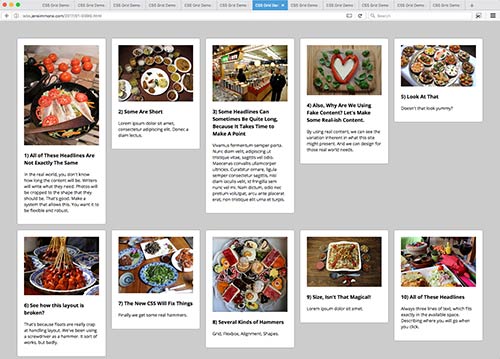 CSS Grid Demo
CSS Grid Demo
CSS Grid Demo
CSS Grid Demo
CSS Grid Demo
CSS Grid Demo
CSS Grid Demo
CSS Grid Demo
CSS Grid Demo
labs.jensimmons.com/2017/01-008G.html
Search
1) All of These Headlines Are
Not Exactly The Same
In the real world, you don't know
how long the content will be. Writers
will write what they need. Photos will
be cropped to the shape that they
should be. That's good. Make a
system that allows this. You want it to
be flexible and robust.
2) Some Are Short
Lorem ipsum dolor sit amet,
consectetur adipiscing elit. Donec a
diam lectus.
3) Some Headlines Can
Sometimes Be Quite Long,
Because It Takes Time to
Make A Point
Vivamus fermentum semper porta.
Nunc diam velit, adipiscing ut
tristique vitae, sagittis vel odio.
Maecenas convallis ullamcorper
ultricies. Curabitur ornare, ligula
semper consectetur sagittis, nisi
diam iaculis velit, id fringilla sem
nunc vel mi. Nam dictum, odio nec
pretium volutpat, arcu ante placerat
erat, non tristique elit urna et turpis.
4) Also, Why Are We Using
Fake Content? Let's Make
Some Real-ish Content.
By using real content, we can see the
variation inherent in what this site
might present. And we can design for
those real world needs.
5) Look At That
Doesn't that look yummy?
6) See how this layout is
broken?
That's because floats are really crap
at handling layout. We've been using
a screwdriver as a hammer. It sort of
works, but badly.
7) The New CSS Will Fix Things
Finally we get some real hammers.
8) Several Kinds of Hammers
Grid, Flexbox, Alignment, Shapes.
9) Size, Isn't That Magical!
Lorem ipsum dolor sit amet.
10) All of These Headlines
Always three lines of text, which fits
exactly in the available space.
Describing where you will go when
you click.